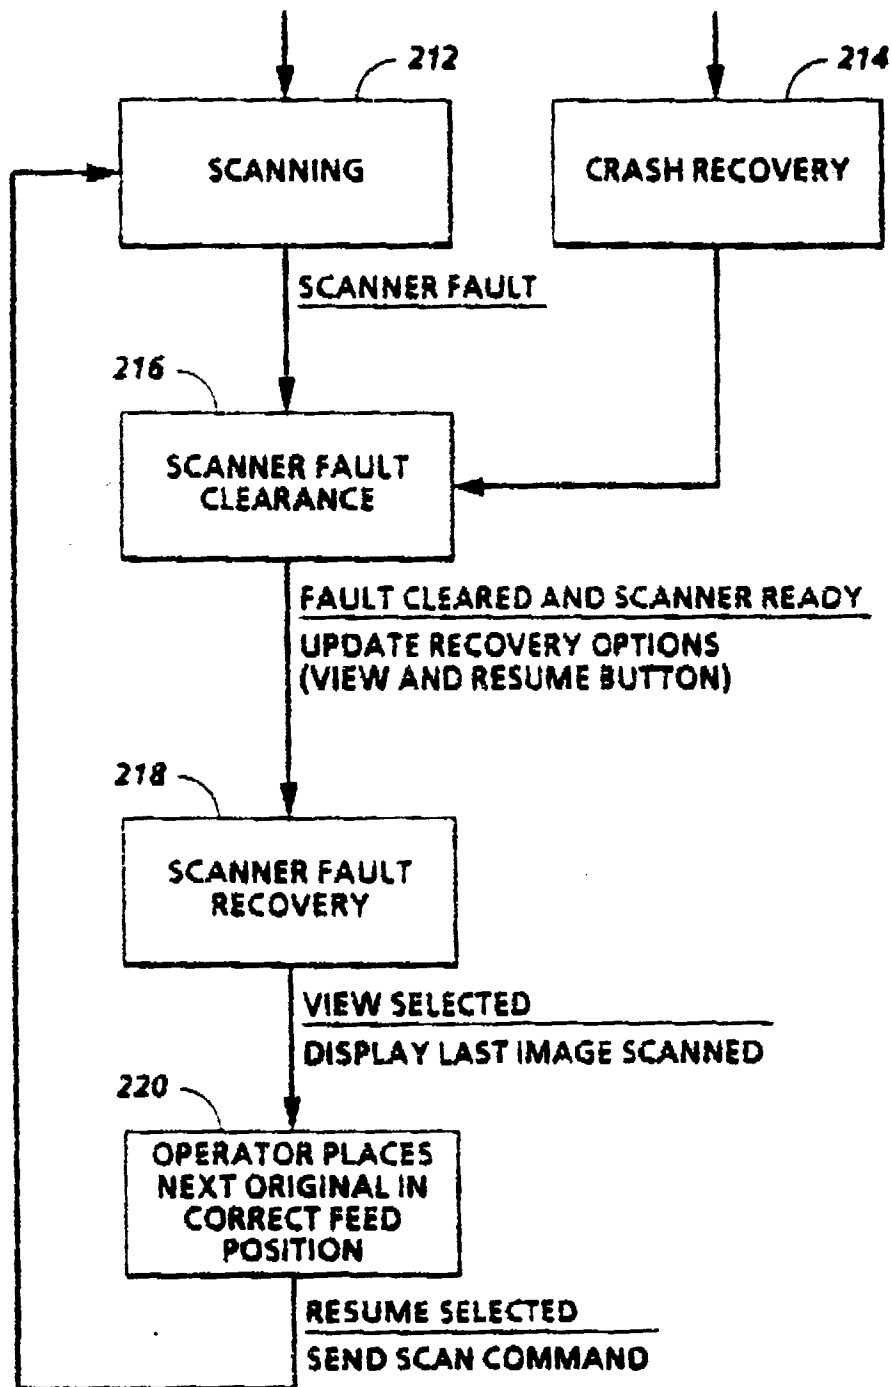 212
214
SCANNING
CRASH RECOVERY
SCANNER FAULT
216
SCANNER FAULT
CLEARANCE
FAULT CLEARED AND SCANNER READY
UPDATE RECOVERY OPTIONS
(VIEW AND RESUME BUTTON)
218
SCANNER FAULT
RECOVERY
VIEW SELECTED
DISPLAY LAST IMAGE SCANNED
220
OPERATOR PLACES
NEXT ORIGINAL IN
CORRECT FEED
POSITION
RESUME SELECTED
SEND SCAN COMMAND